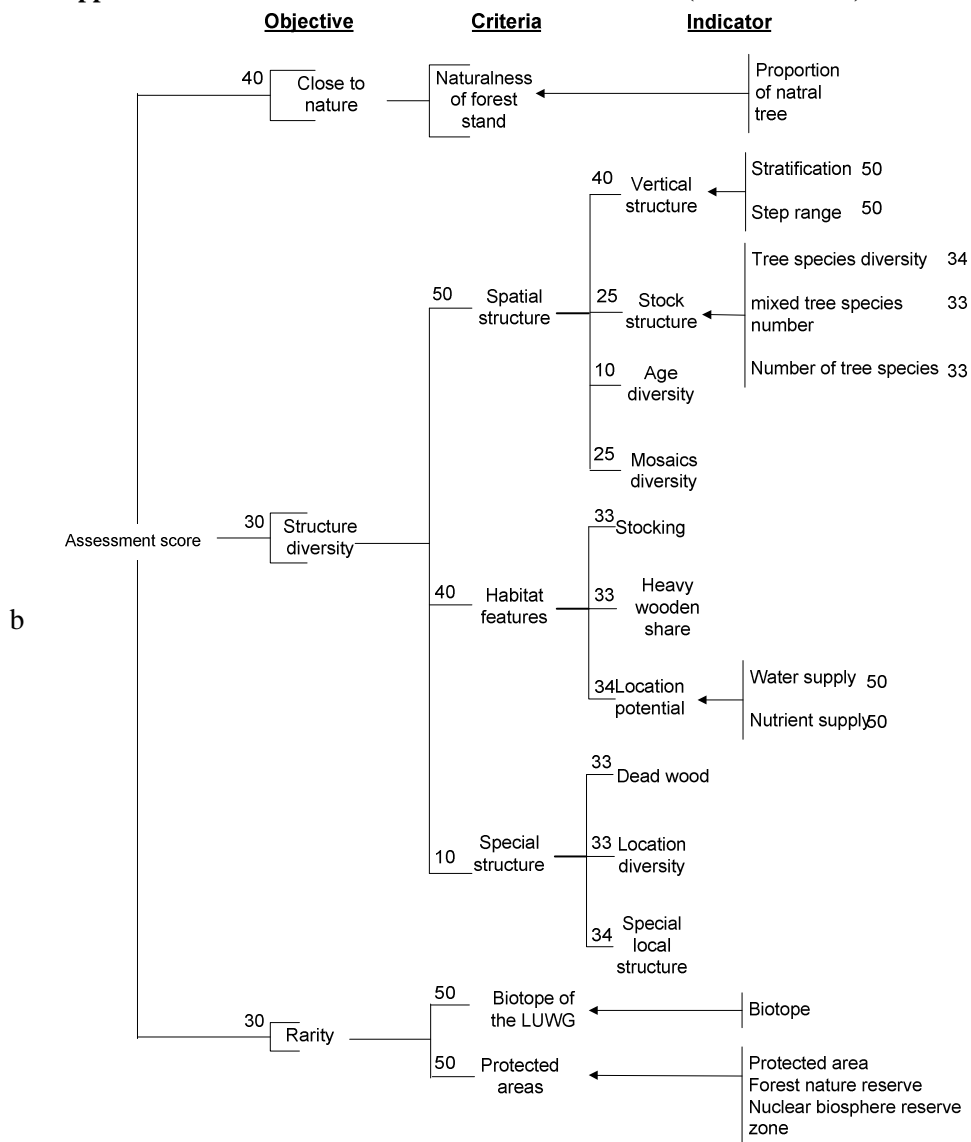 Objective Criteria Indicator
40 Close to
nature
Naturalness
of forest
stand
Proportion
of natral
tree
40 Vertical
structure
Stratification 50
Step range 50
50 Spatial
structure
25 Stock
structure
Tree species diversity 34
mixed tree species
number 33
Number of tree species 33
10 Age
diversity
25 Mosaics
diversity
Assessment score
30 Structure
diversity
33 Stocking
40 Habitat
features
33 Heavy
wooden
share
34 Location
potential
Water supply 50
Nutrient supply 50
b
33 Dead wood
10 Special
structure
33 Location
diversity
34 Special
local
structure
30 Rarity
50 Biotope of
the LUWG
Biotope
50 Protected
areas
Protected area
Forest nature reserve
Nuclear biosphere reserve
zone